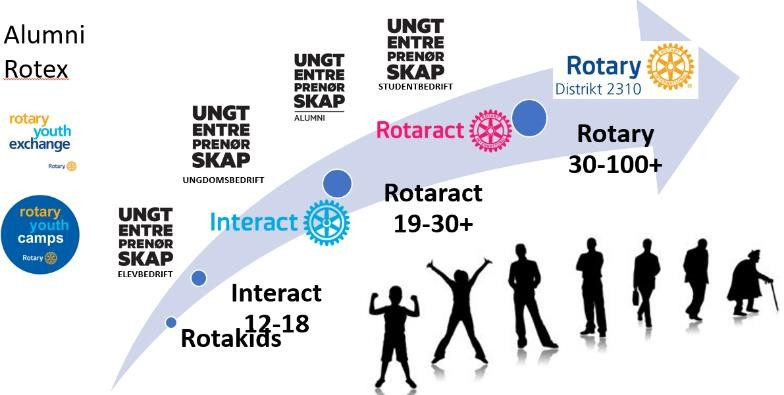 Alumni
Rotex
rotary
youth
exchange
Rotary
rotary
youth
camps
Rotary
UNGT
ENTRE
PRENØR
SKAP
ELEVBEDRIFT
UNGT
ENTRE
PRENØR
SKAP
UNGDOMSBEDRIFT
UNGT
ENTRE
PRENØR
SKAP
ALUMNI
UNGT
ENTRE
PRENØR
SKAP
STUDENTBEDRIFT
Rotary
Distrikt 2310
Rotaract
Interact
Rotary
30-100+
Rotaract
19-30+
Interact
12-18
Rotakids